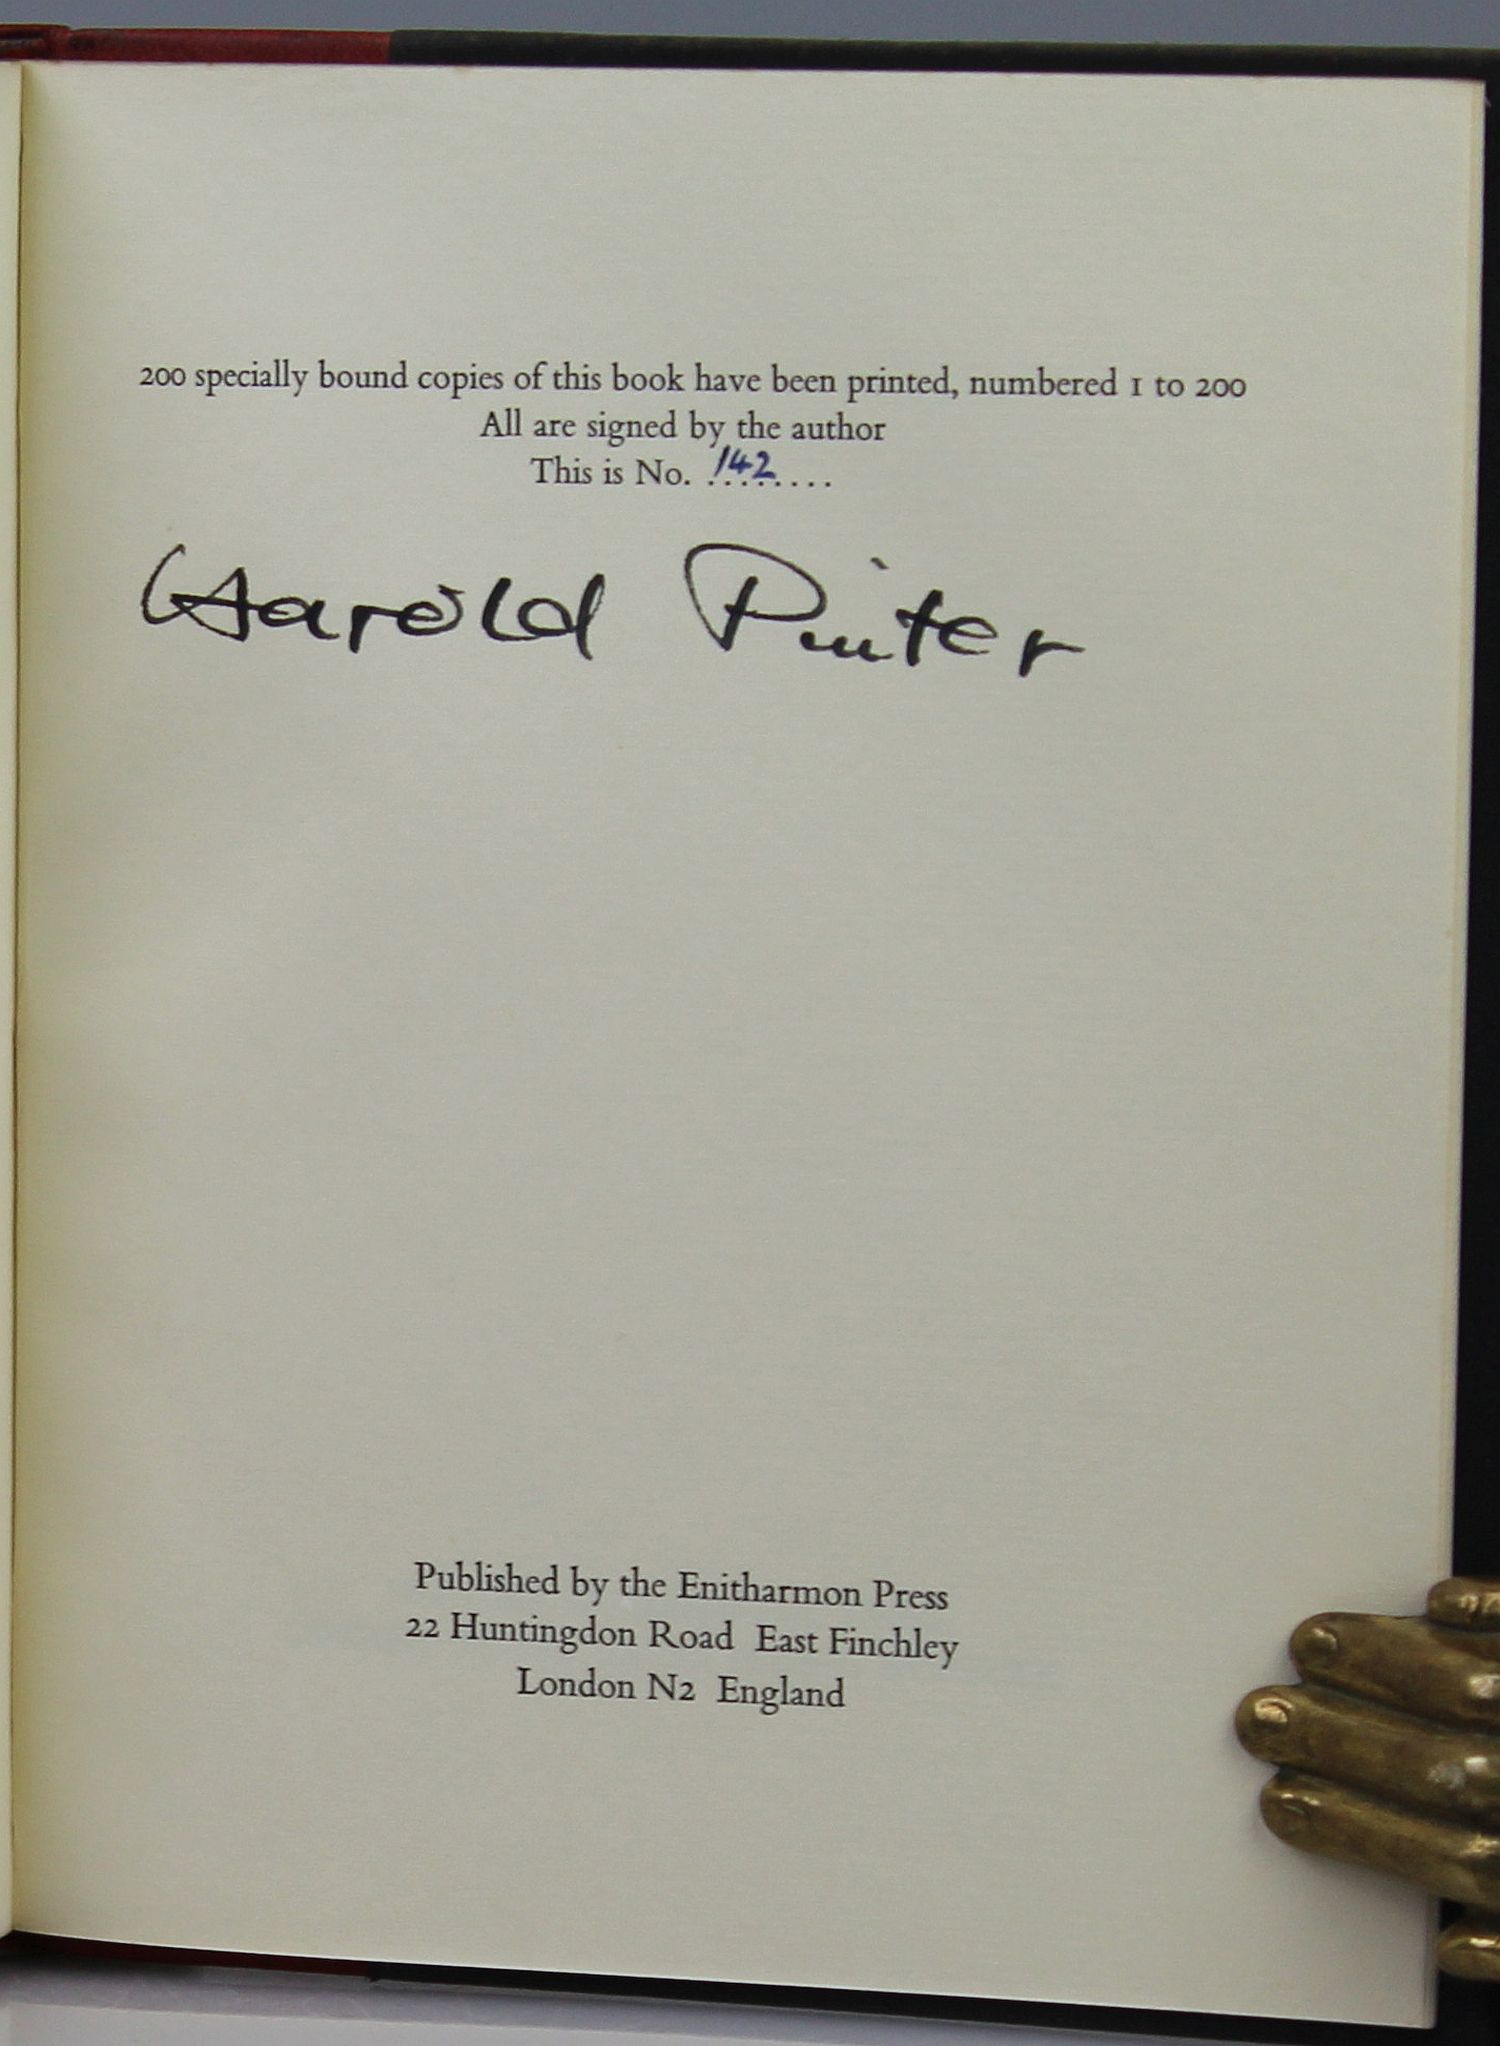 200 specially bound copies of this book have been printed, numbered 1 to 200
All are signed by the author
This is No. 142........
Harold Pinter
Published by the Enitharmon Press
22 Huntingdon Road East Finchley
London N2 England